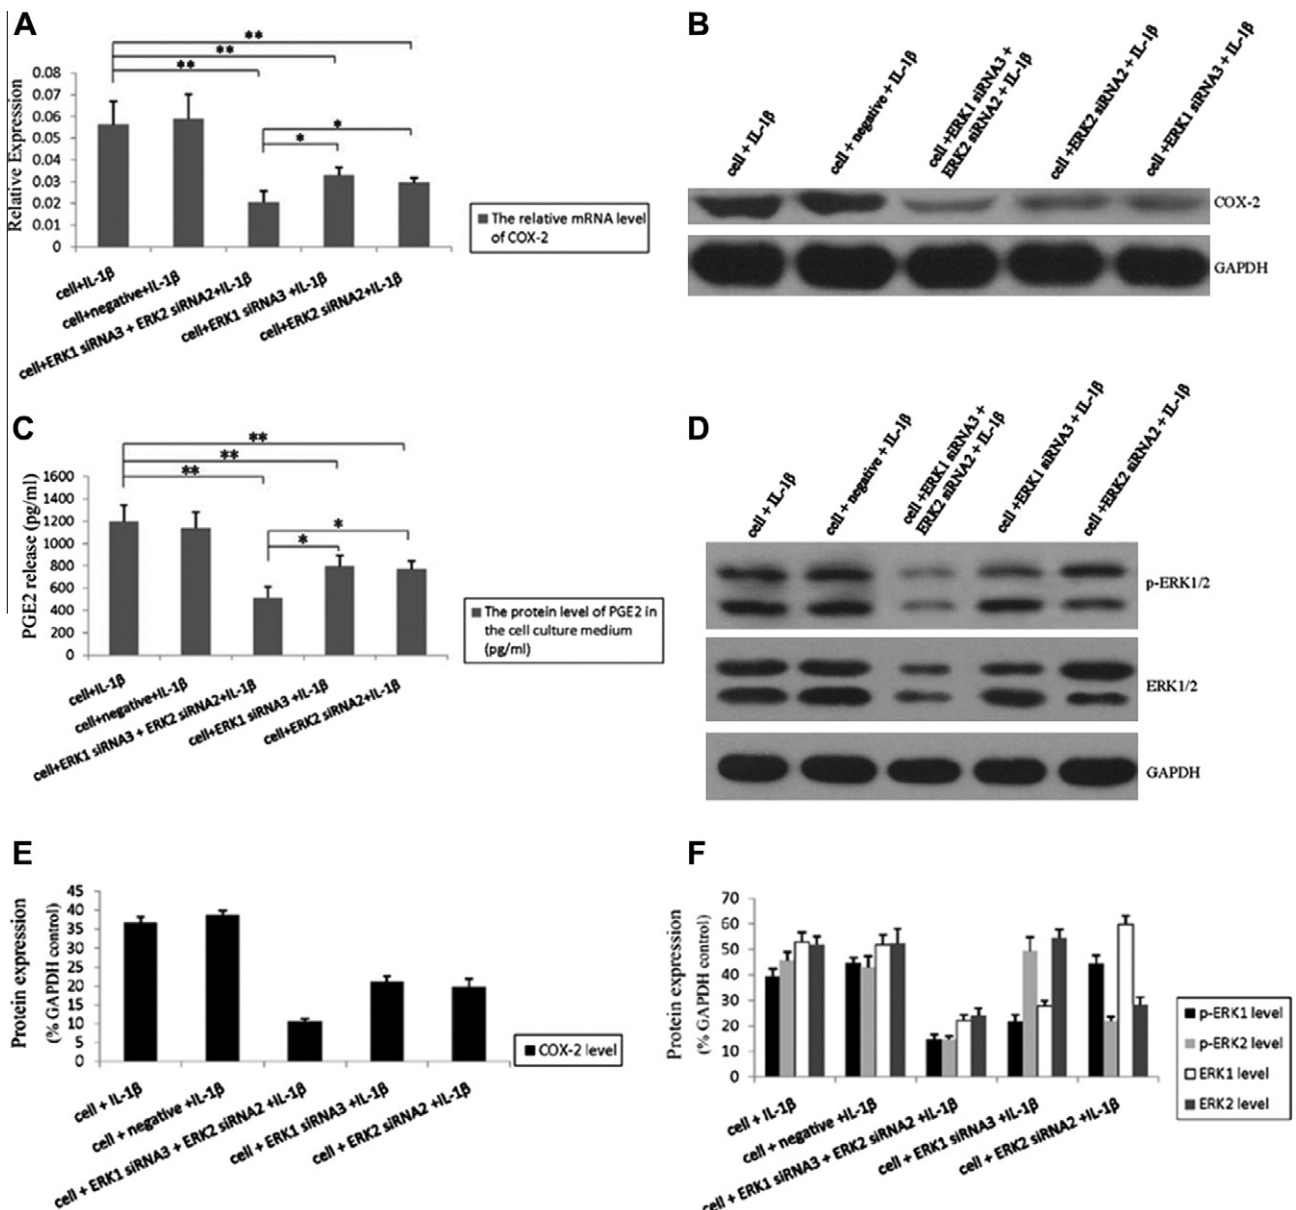 A
**
**
**
*
*
Relative Expression
0.08
0.07
0.06
0.05
0.04
0.03
0.02
0.01
0
cell+IL-1β
cell+negative+IL-1β
cell+ERK1 siRNA3 + ERK2 siRNA2+IL-1β
cell+ERK1 siRNA3 +IL-1β
cell+ERK2 siRNA2+IL-1β
The relative mRNA level
of COX-2
B
cell + IL-1β
cell + negative + IL-1β
cell +ERK1 siRNA3 +
ERK2 siRNA2 + IL-1β
cell +ERK2 siRNA2 + IL-1β
cell +ERK1 siRNA3 + IL-1β
COX-2
GAPDH
C
**
**
**
*
*
PGE2 release (pg/ml)
1600
1400
1200
1000
800
600
400
200
0
cell+IL-1β
cell+negative+IL-1β
cell+ERK1 siRNA3 + ERK2 siRNA2+IL-1β
cell+ERK1 siRNA3 +IL-1β
cell+ERK2 siRNA2+IL-1β
The protein level of PGE2 in
the cell culture medium
(pg/ml)
D
cell + IL-1β
cell + negative + IL-1β
cell +ERK1 siRNA3 +
ERK2 siRNA2 + IL-1β
cell +ERK1 siRNA3 + IL-1β
cell +ERK2 siRNA2 + IL-1β
p-ERK1/2
ERK1/2
GAPDH
E
Protein expression
(% GAPDH control)
45
40
35
30
25
20
15
10
5
0
cell + IL-1β
cell + negative +IL-1β
cell + ERK1 siRNA3 + ERK2 siRNA2 +IL-1β
cell + ERK1 siRNA3 +IL-1β
cell + ERK2 siRNA2 +IL-1β
COX-2 level
F
Protein expression
(% GAPDH control)
70
60
50
40
30
20
10
0
cell + IL-1β
cell + negative +IL-1β
cell + ERK1 siRNA3 + ERK2 siRNA2 +IL-1β
cell + ERK1 siRNA3 +IL-1β
cell + ERK2 siRNA2 +IL-1β
p-ERK1 level
p-ERK2 level
ERK1 level
ERK2 level